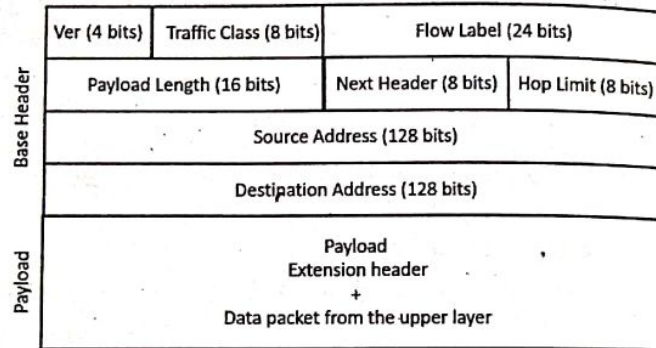 Ver (4 bits) Traffic Class (8 bits) Flow Label (24 bits)
Base Header
Payload Length (16 bits) Next Header (8 bits) Hop Limit (8 bits)
Source Address (128 bits)
Destination Address (128 bits)
Payload
Payload
Extension header
+
Data packet from the upper layer